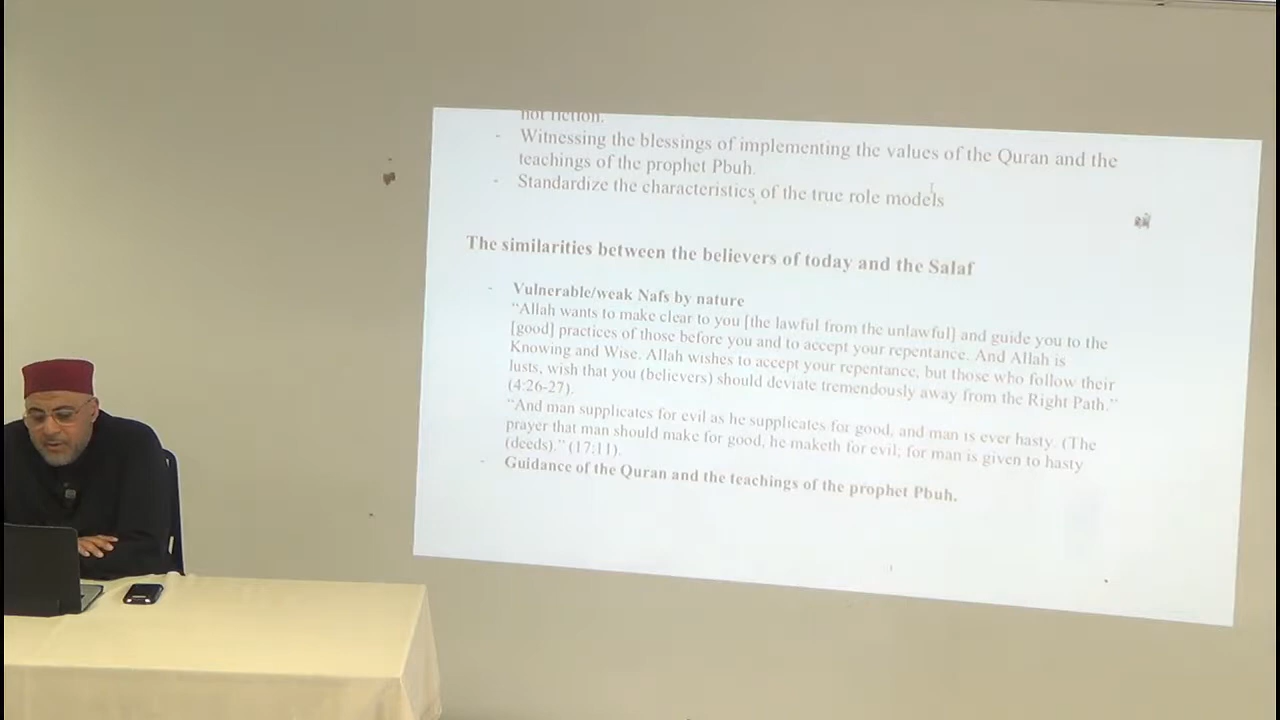 not fiction.
- Witnessing the blessings of implementing the values of the Quran and the
teachings of the prophet Pbuh.
- Standardize the characteristics of the true role models
The similarities between the believers of today and the Salaf
- Vulnerable/weak Nafs by nature
"Allah wants to make clear to you [the lawful from the unlawful] and guide you to the
[good] practices of those before you and to accept your repentance. And Allah is
Knowing and Wise. Allah wishes to accept your repentance, but those who follow their
lusts, wish that you (believers) should deviate tremendously away from the Right Path."
(4:26-27).
"And man supplicates for evil as he supplicates for good, and man is ever hasty. (The
prayer that man should make for good, he maketh for evil; for man is given to hasty
(deeds)." (17:11).
- Guidance of the Quran and the teachings of the prophet Pbuh.